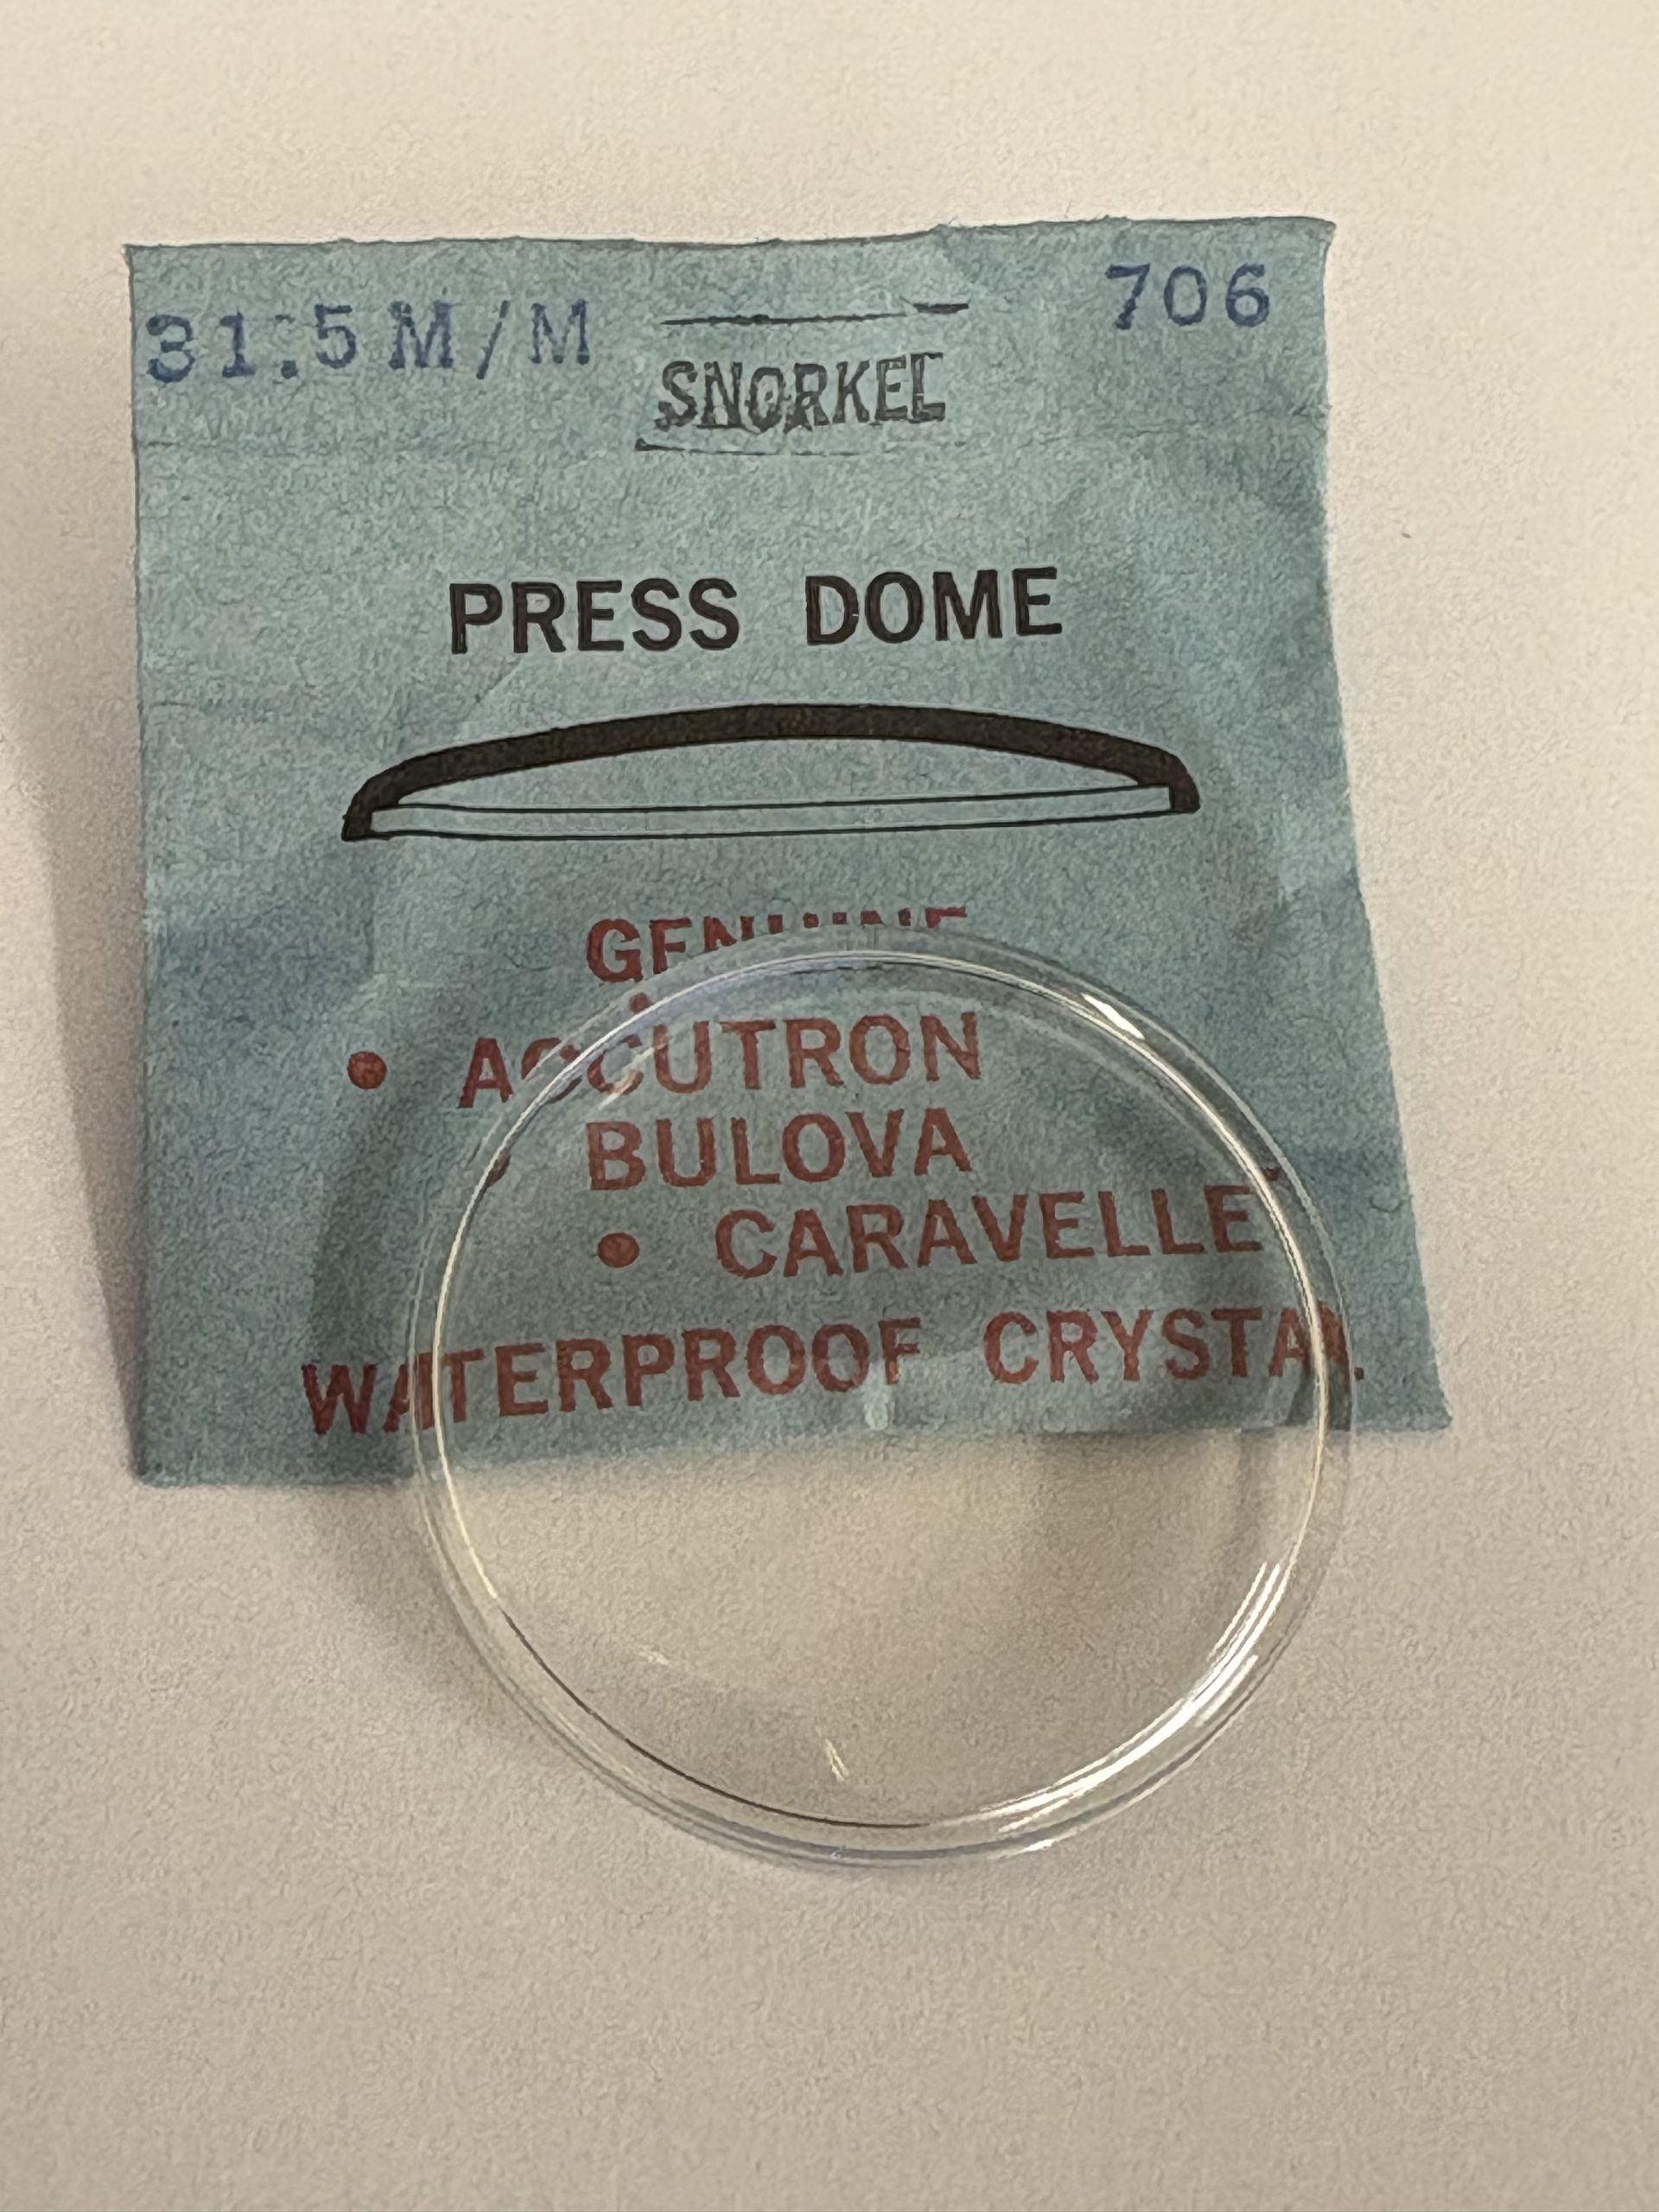 31.5 M/M
706
SNORKEL
PRESS DOME
GENUINE
• ACCUTRON
• BULOVA
• CARAVELLE
WATERPROOF CRYSTAL